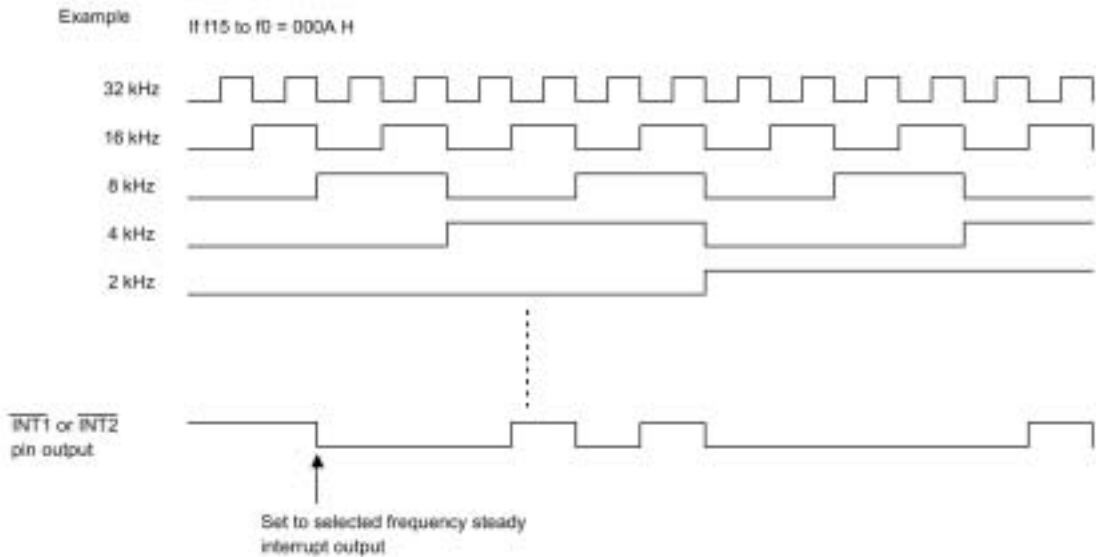 Example
If f15 to f0 = 000A H
32 kHz
16 kHz
8 kHz
4 kHz
2 kHz
INT1 or INT2
pin output
Set to selected frequency steady
interrupt output